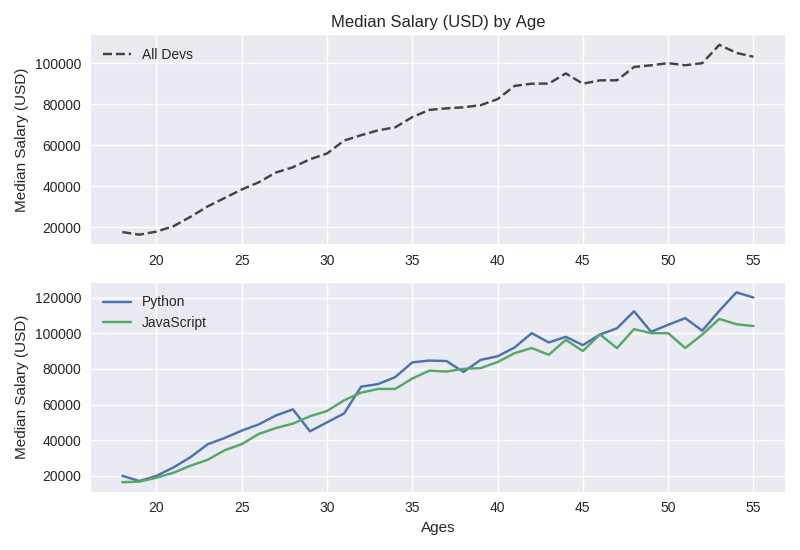 Median Salary (USD) by Age
Median Salary (USD)
All Devs
100000
80000
60000
40000
20000
20 25 30 35 40 45 50 55
Median Salary (USD)
Python
JavaScript
120000
100000
80000
60000
40000
20000
20 25 30 35 40 45 50 55
Ages